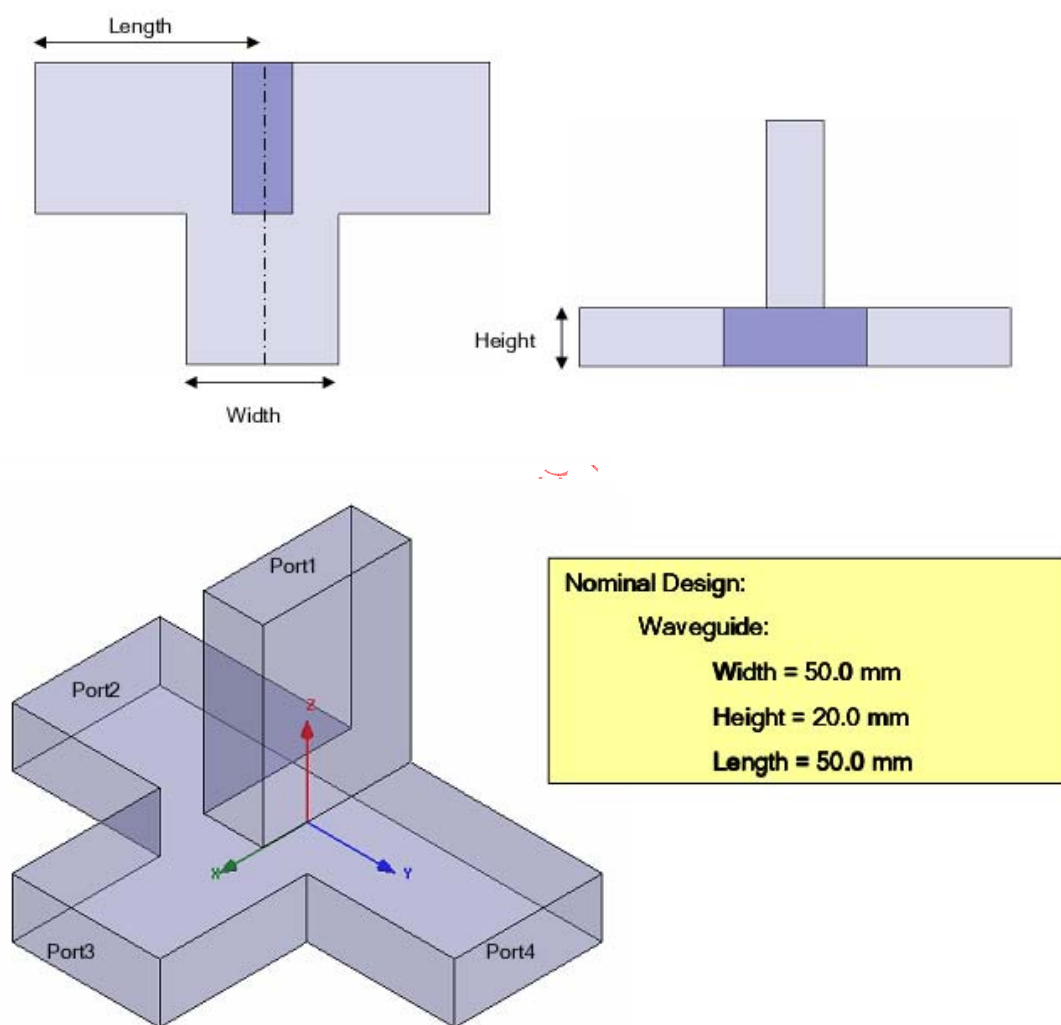 Length
Height
Width
Port1
Port2
Z
X
Y
Port3
Port4
Nominal Design:
Waveguide:
Width = 50.0 mm
Height = 20.0 mm
Length = 50.0 mm